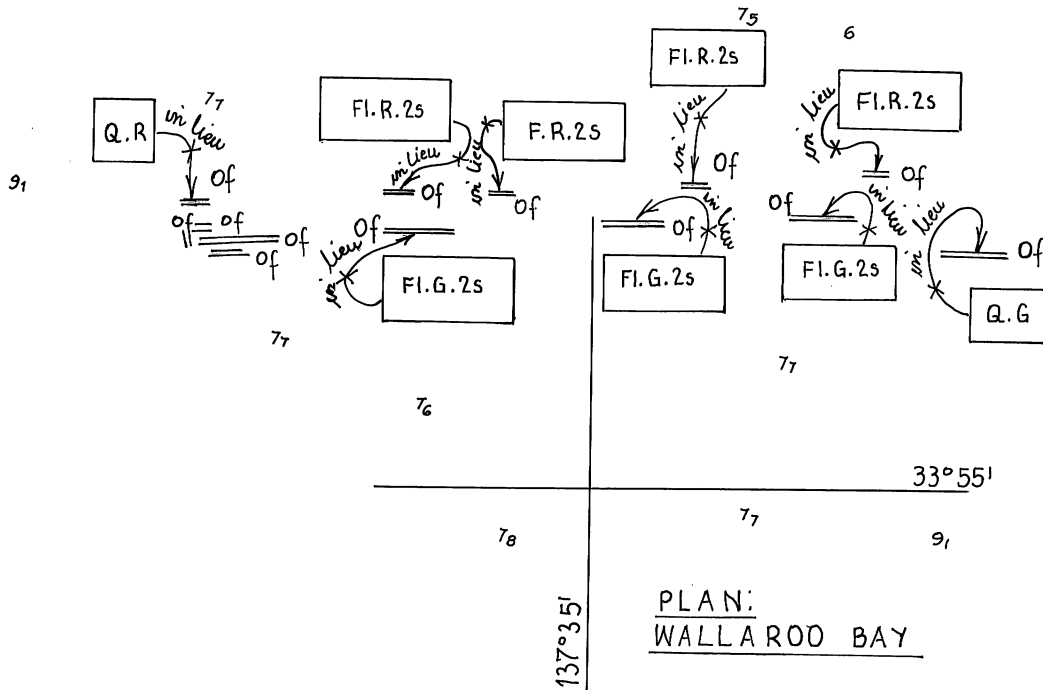 7₅
6
Fl.R.2s
7₇
Q.R
in lieu
Fl.R.2s
F.R.2s
in lieu
Fl.R.2s
in lieu
9₁
in lieu
in lieu
Of
Of
Of
Of
Of
in lieu
in lieu
Of
Of
Of
Of
Of
Of
Of
in lieu
Of
in lieu
Fl.G.2s
Fl.G.2s
Fl.G.2s
Q.G
7₇
7₇
7₆
33°55'
7₈
7₇
9₁
137°35'
PLAN:
WALLAROO BAY